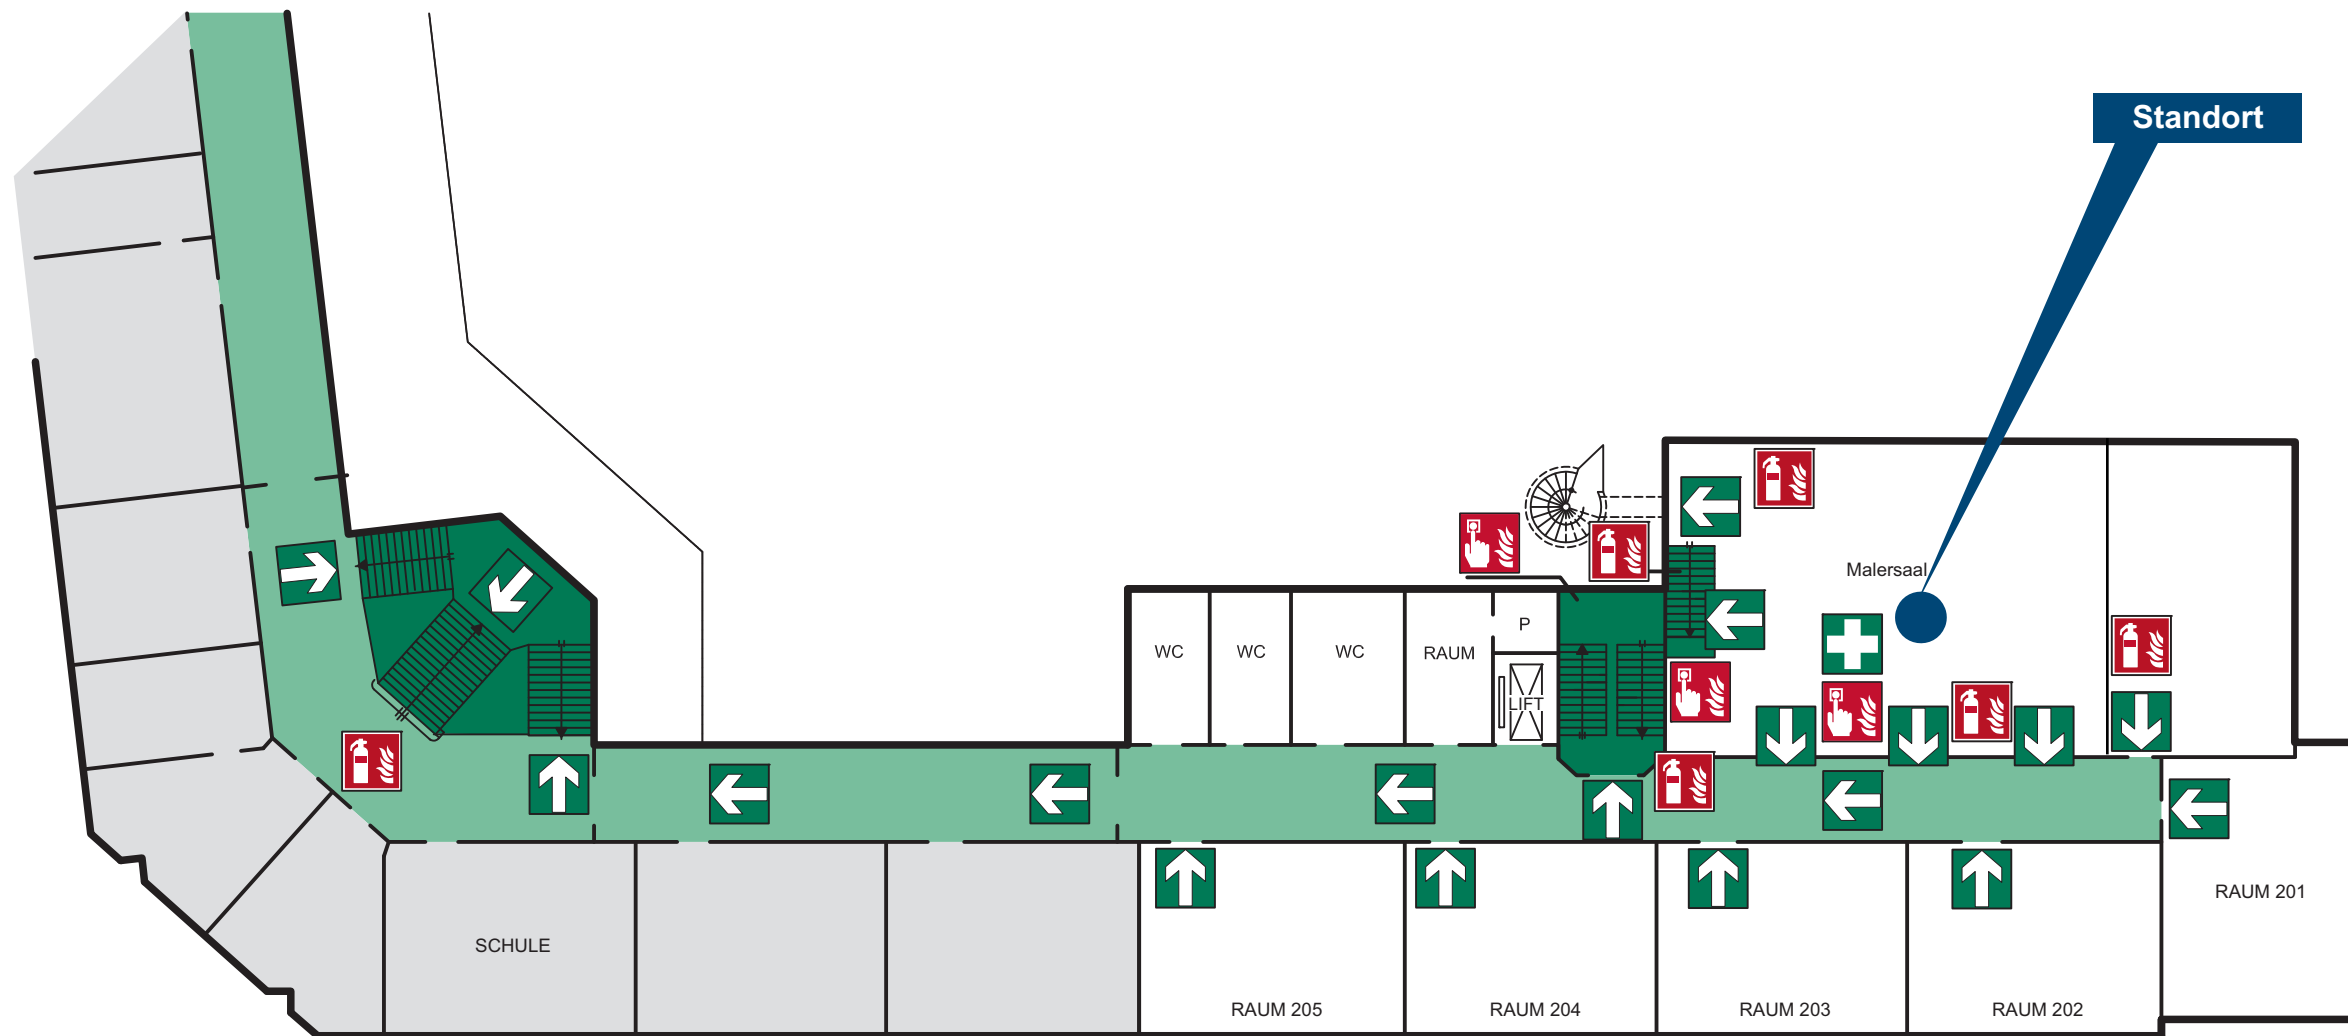 Standort
Malersaal
P
WC
WC
WC
RAUM
LIFT
RAUM 201
SCHULE
RAUM 205
RAUM 204
RAUM 203
RAUM 202